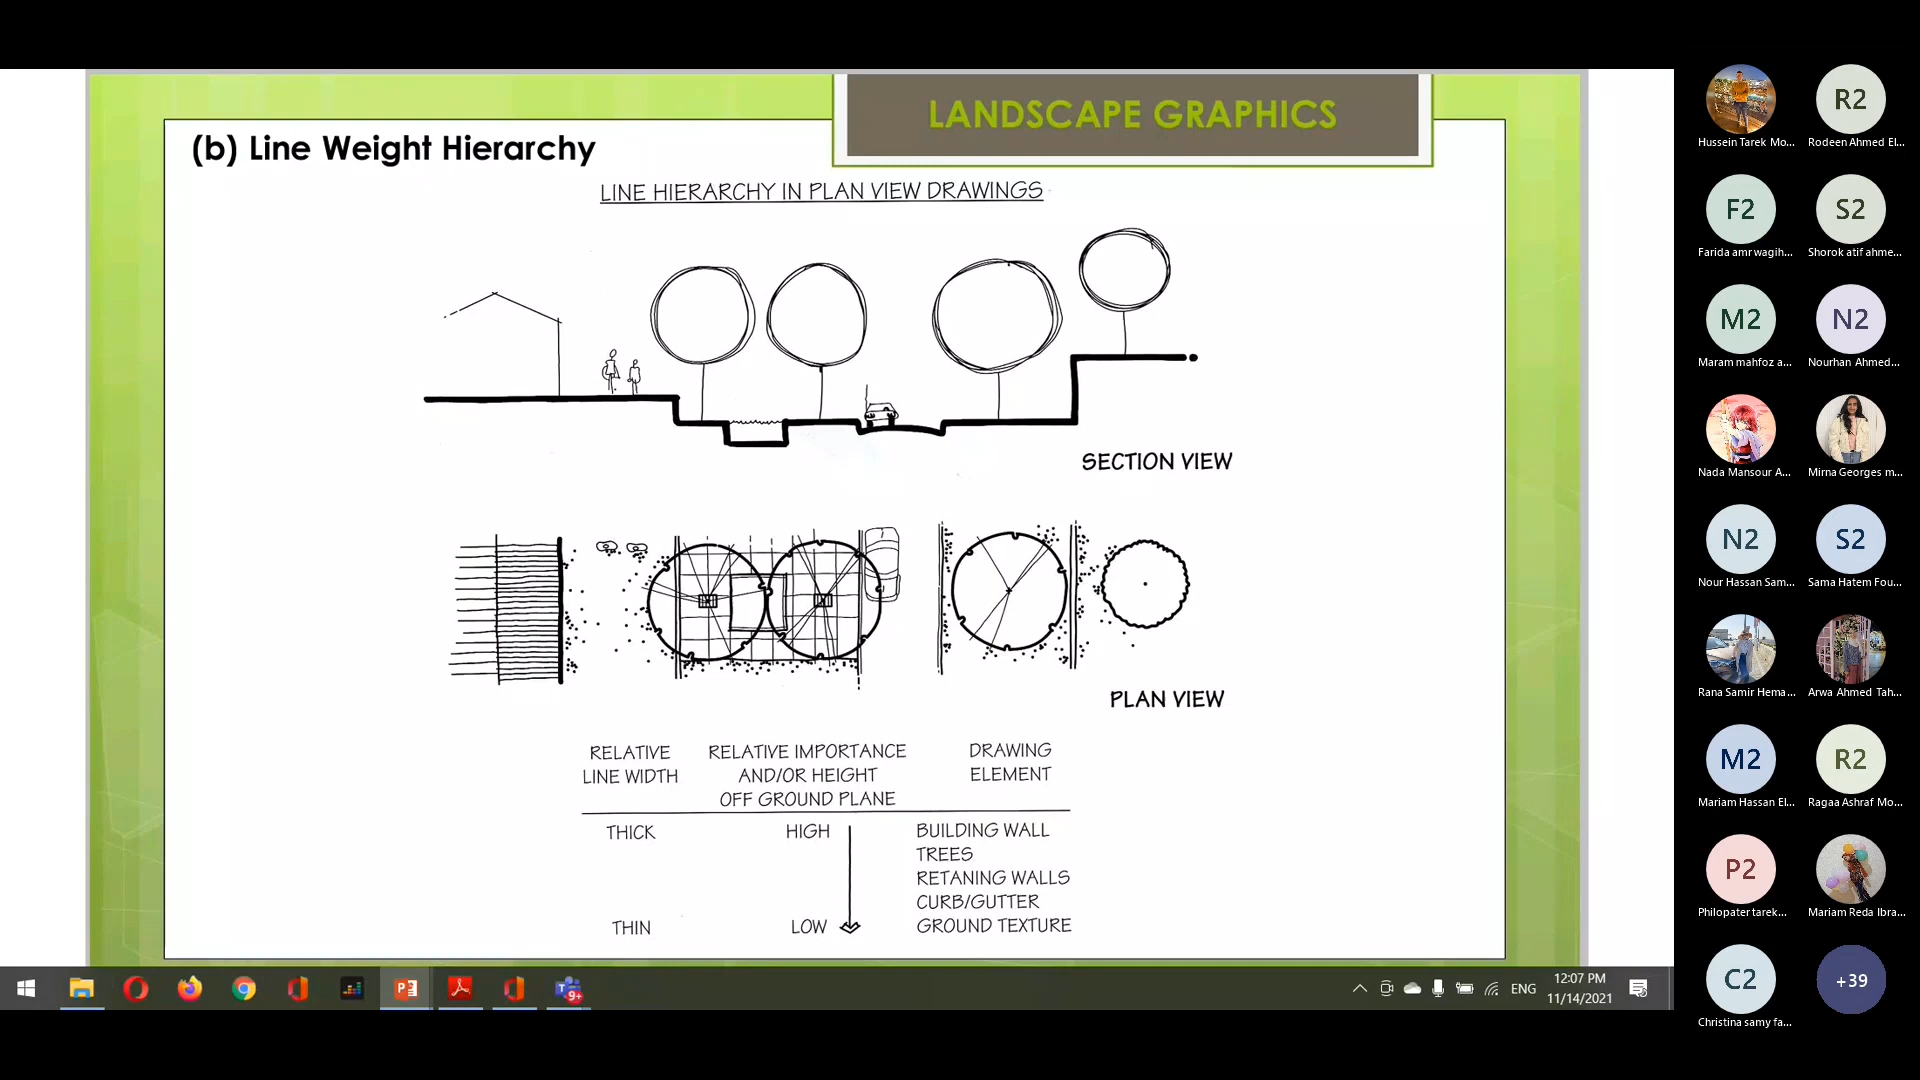 LANDSCAPE GRAPHICS
(b) Line Weight Hierarchy
LINE HIERARCHY IN PLAN VIEW DRAWINGS
SECTION VIEW
PLAN VIEW
RELATIVE LINE WIDTH
RELATIVE IMPORTANCE AND/OR HEIGHT OFF GROUND PLANE
DRAWING ELEMENT
THICK HIGH BUILDING WALL
TREES
RETANING WALLS
CURB/GUTTER
THIN LOW GROUND TEXTURE
R2
Hussein Tarek Mo... Rodeen Ahmed El...
F2 S2
Farida amr wagih... Shorok atif ahme...
M2 N2
Maram mahfoz a... Nourhan Ahmed...
Nada Mansour A... Mirna Georges m...
N2 S2
Nour Hassan Sam... Sama Hatem Fou...
Rana Samir Hema... Arwa Ahmed Tah...
M2 R2
Mariam Hassan El... Ragaa Ashraf Mo...
P2
Philopater tarek... Mariam Reda Ibra...
C2 +39
Christina samy fa...
9+
ENG
12:07 PM
11/14/2021